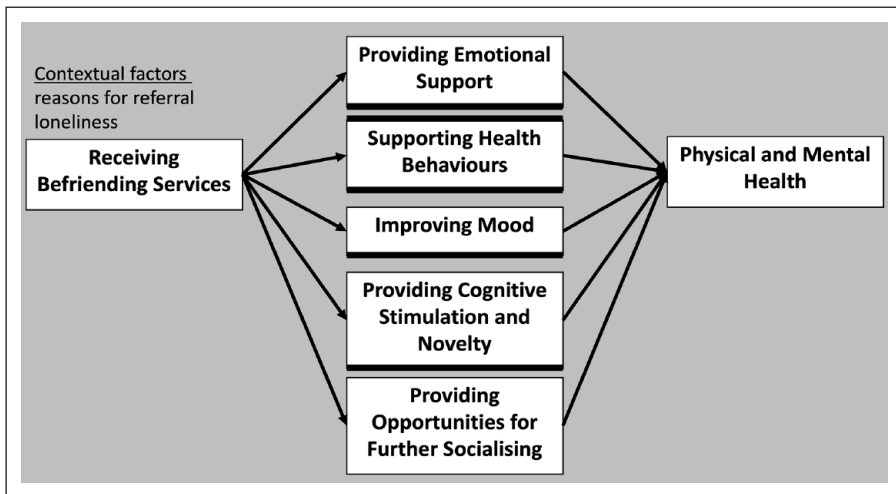 Contextual factors
reasons for referral
loneliness
Receiving
Befriending Services
Providing Emotional
Support
Supporting Health
Behaviours
Improving Mood
Providing Cognitive
Stimulation and
Novelty
Providing
Opportunities for
Further Socialising
Physical and Mental
Health